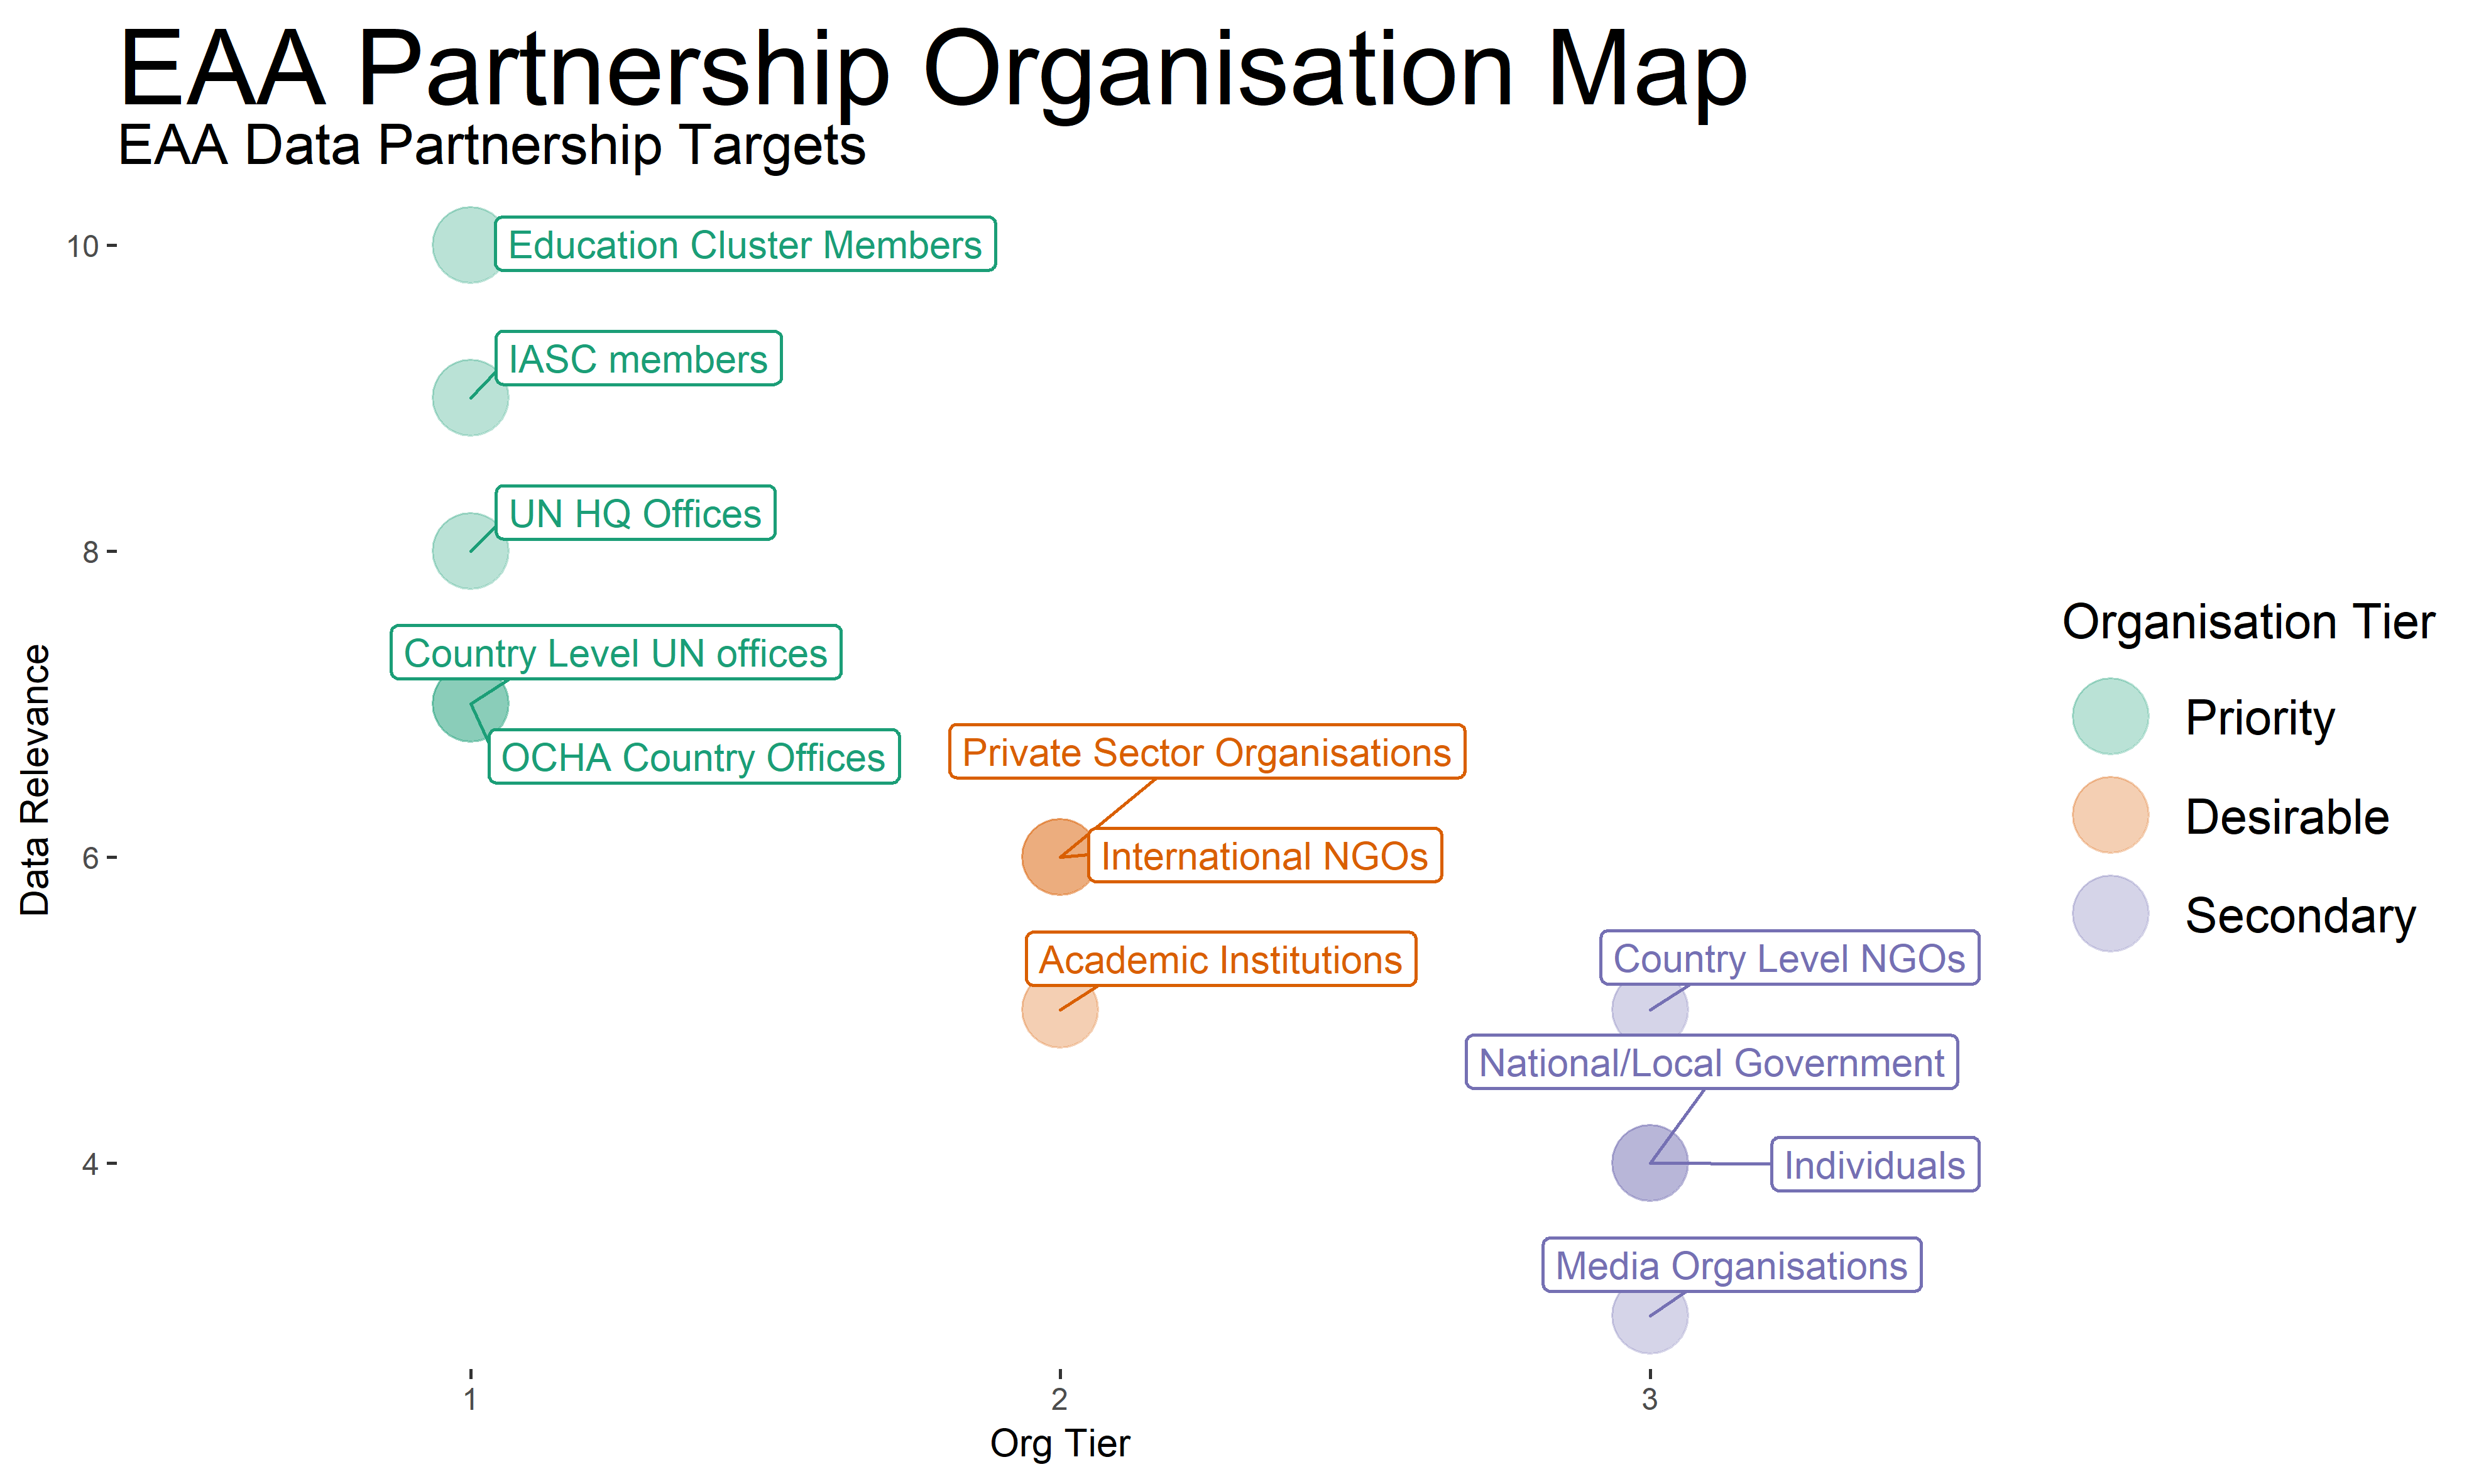 EAA Partnership Organisation Map
EAA Data Partnership Targets
10
8
6
4
Data Relevance
Education Cluster Members
IASC members
UN HQ Offices
Country Level UN offices
OCHA Country Offices
Private Sector Organisations
International NGOs
Academic Institutions
Country Level NGOs
National/Local Government
Individuals
Media Organisations
1
2
3
Org Tier
Organisation Tier
Priority
Desirable
Secondary